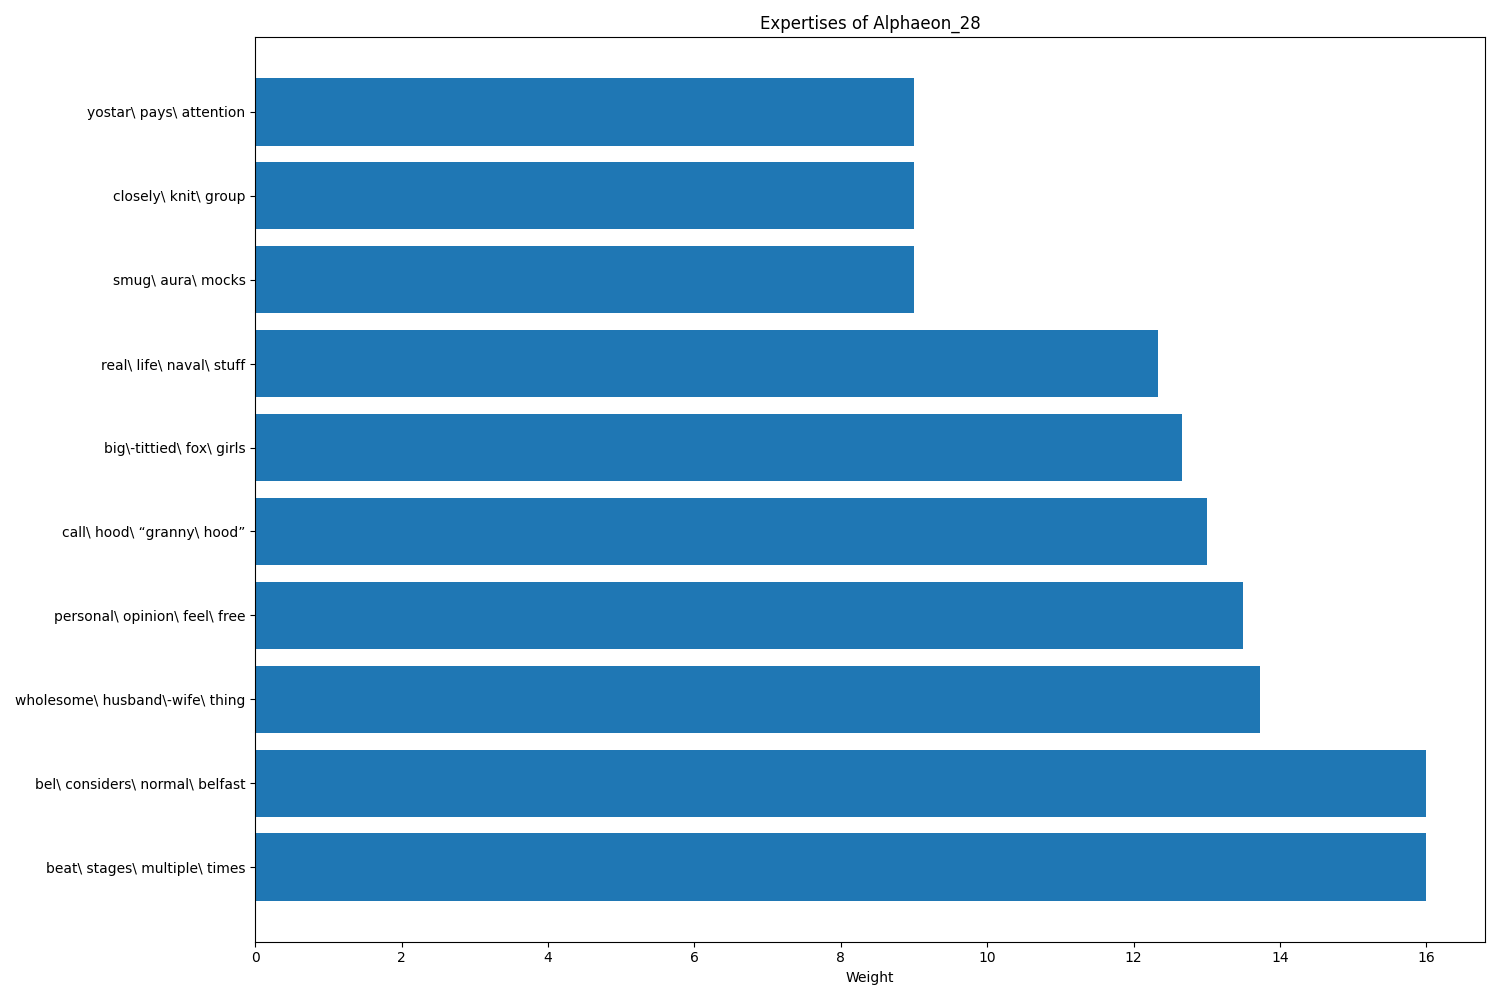 Expertises of Alphaeon_28
yostar\ pays\ attention
closely\ knit\ group
smug\ aura\ mocks
real\ life\ naval\ stuff
big\-tittied\ fox\ girls
call\ hood\ “granny\ hood”
personal\ opinion\ feel\ free
wholesome\ husband\-wife\ thing
bel\ considers\ normal\ belfast
beat\ stages\ multiple\ times
0 2 4 6 8 10 12 14 16
Weight